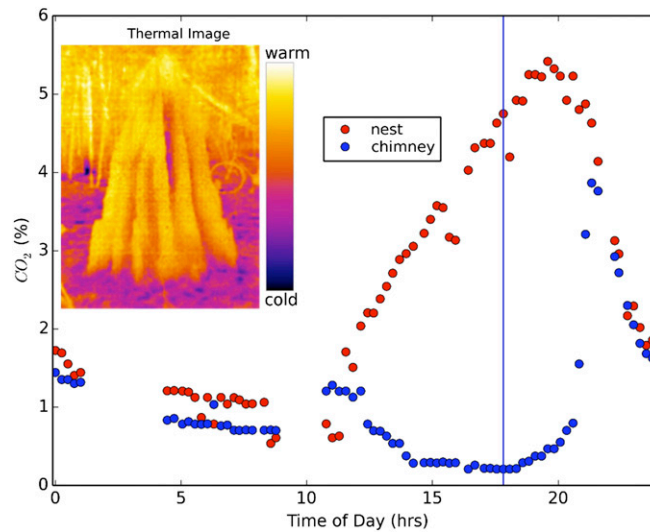 Thermal Image
warm
cold
nest
chimney
CO₂ (%)
6
5
4
3
2
1
0
0
5
10
15
20
Time of Day (hrs)